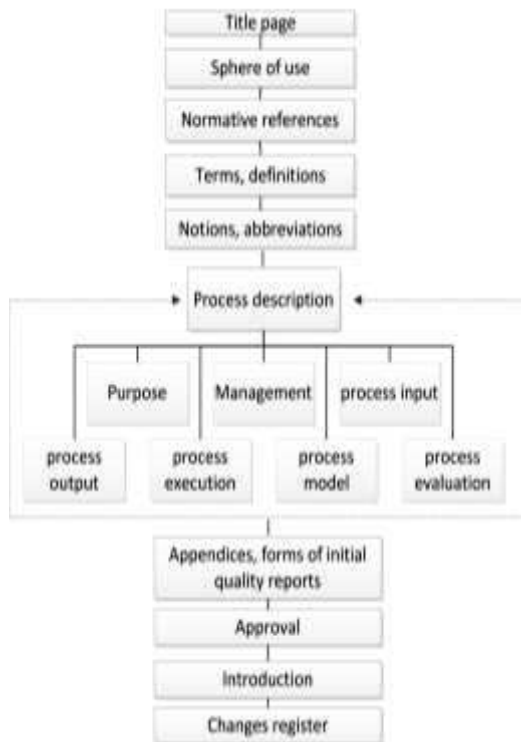 Title page
Sphere of use
Normative references
Terms, definitions
Notions, abbreviations
Process description
Purpose
Management
process input
process
output
process
execution
process
model
process
evaluation
Appendices, forms of initial
quality reports
Approval
Introduction
Changes register